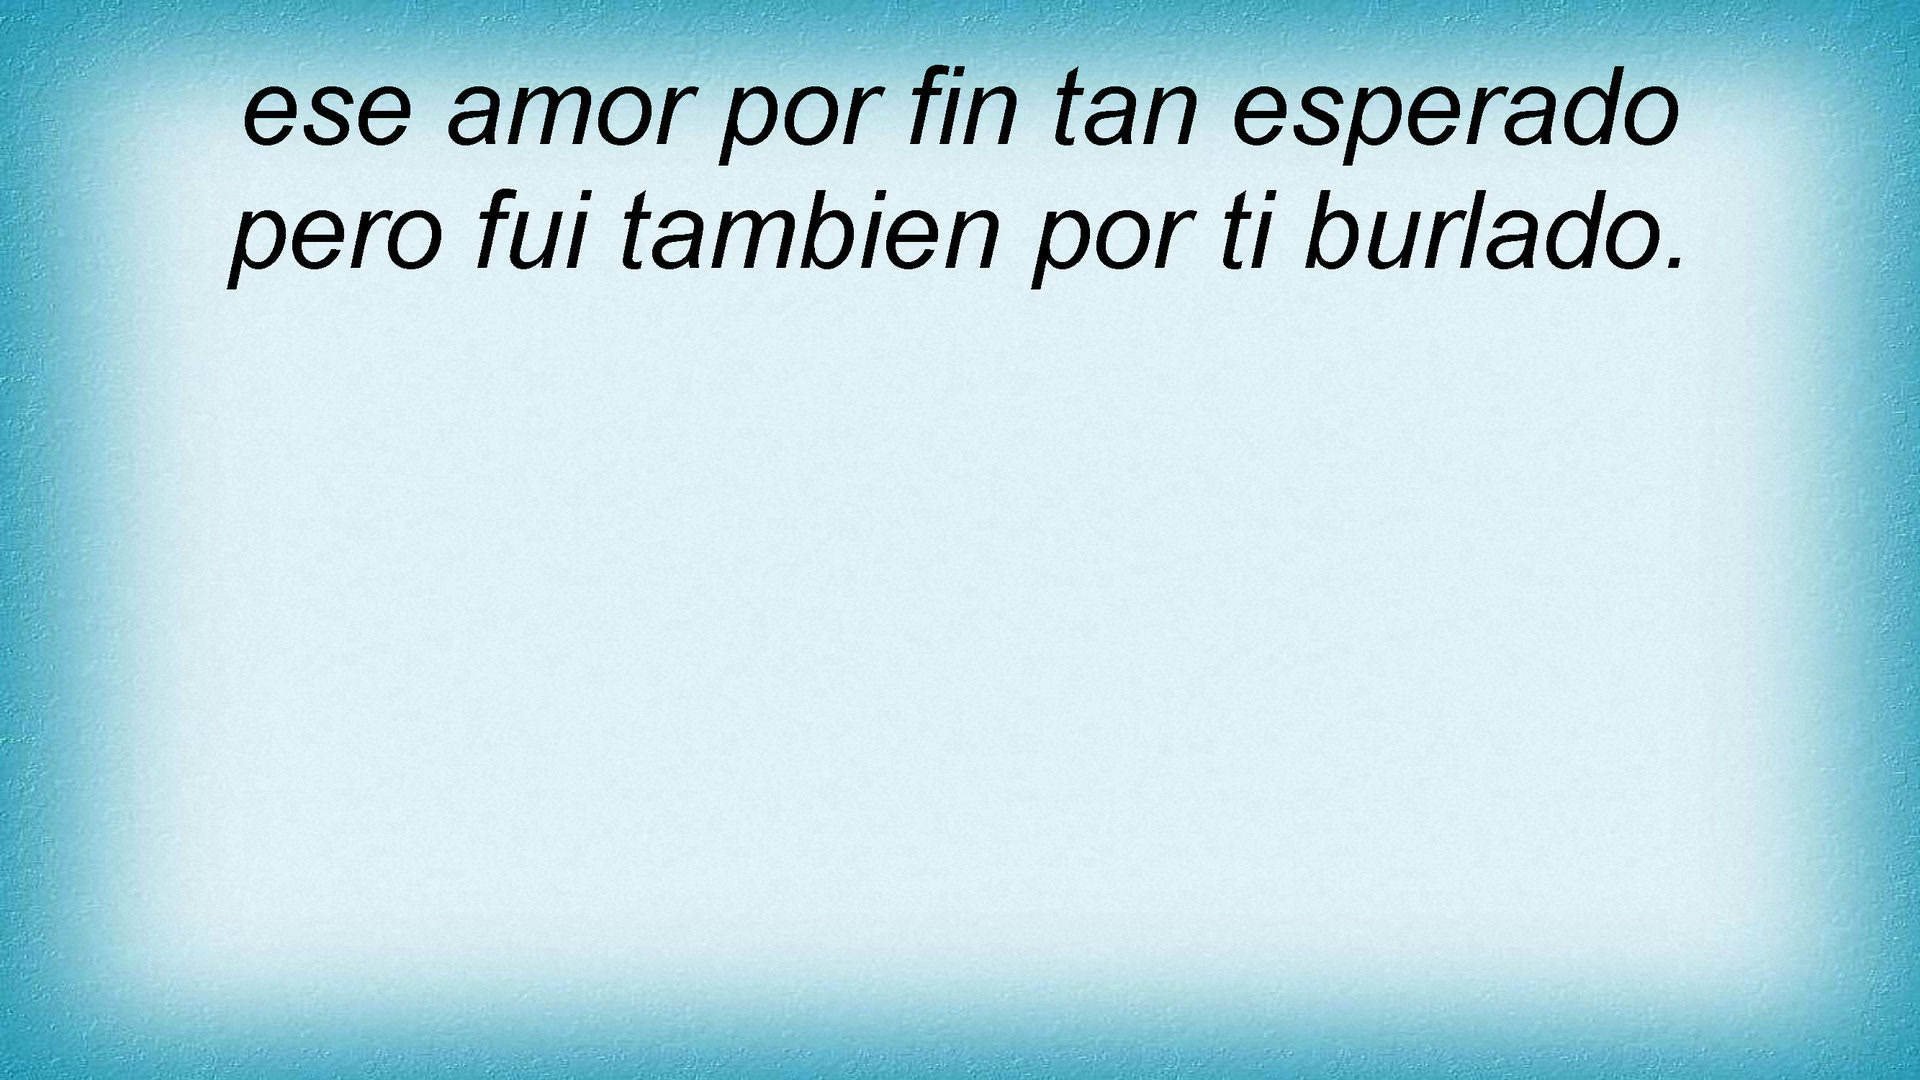 ese amor por fin tan esperado
pero fui tambien por ti burlado.